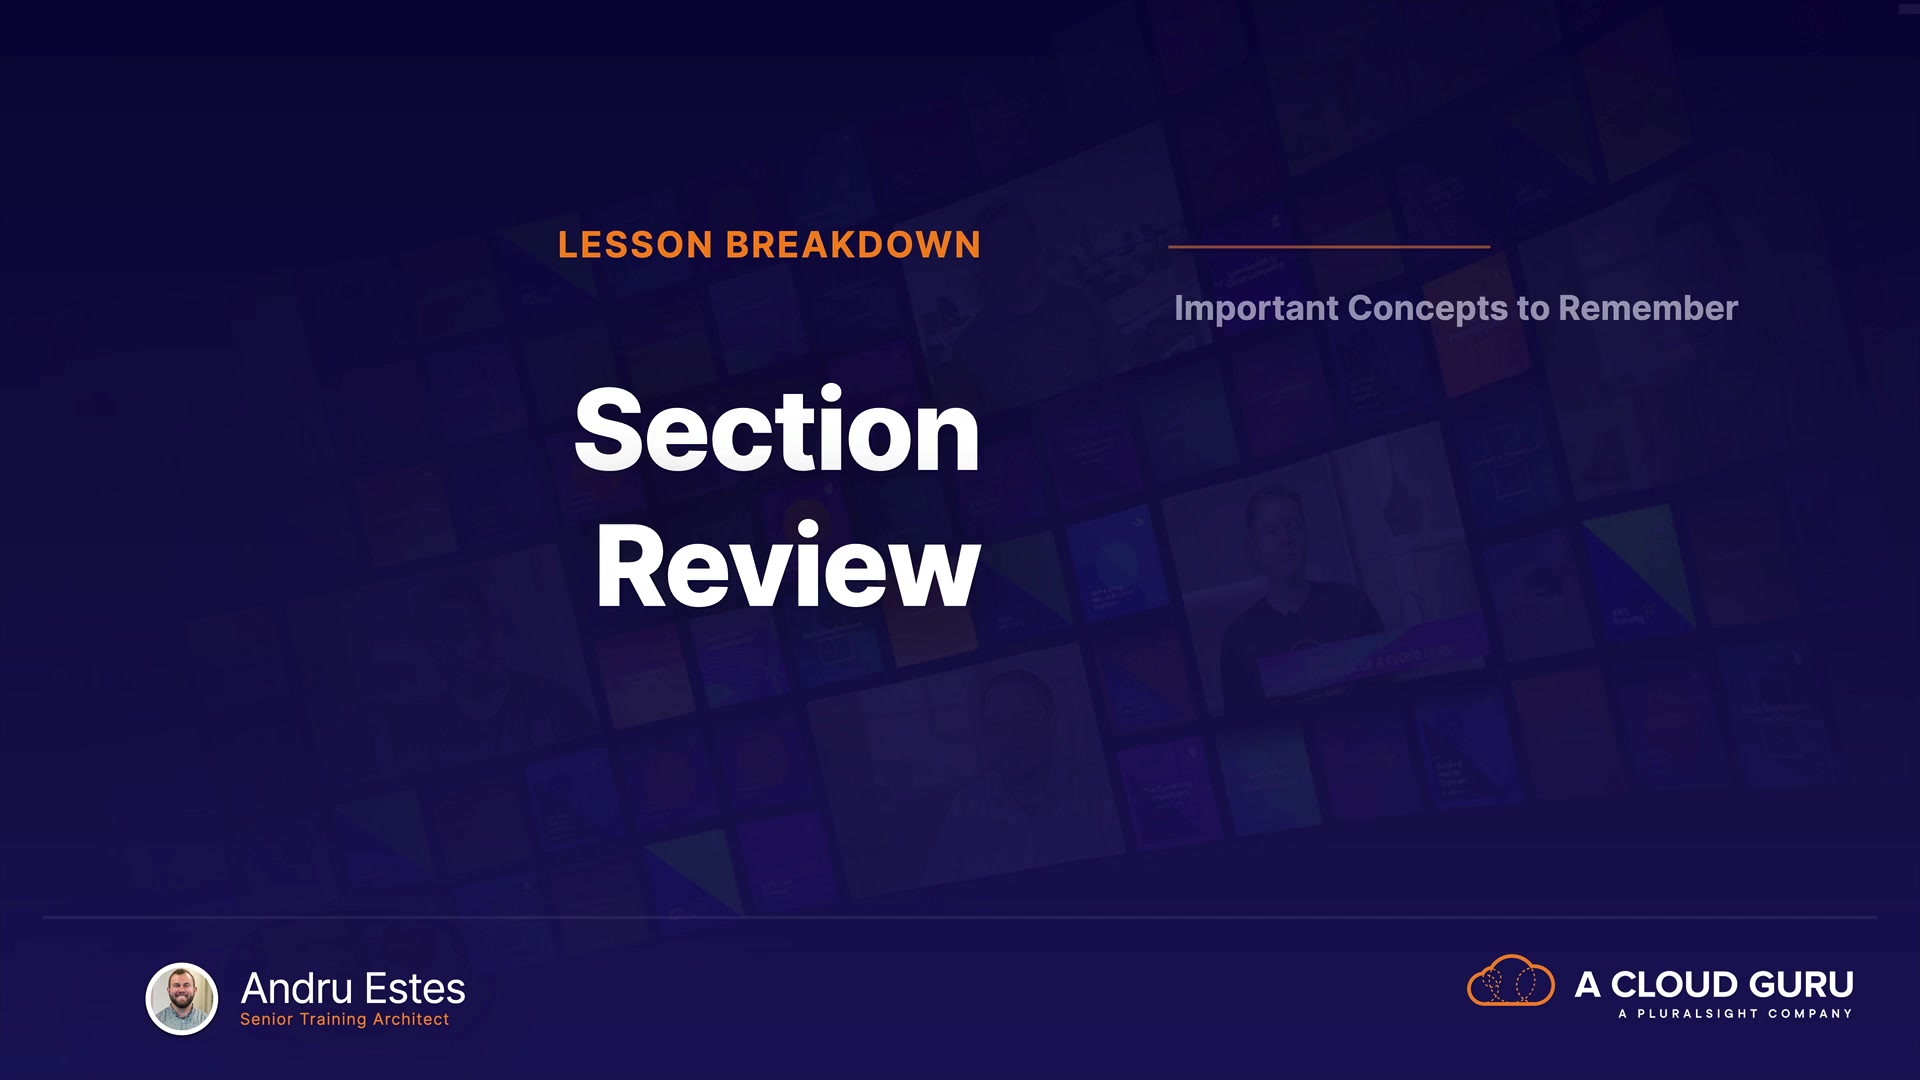 LESSON BREAKDOWN
Section
Review
Important Concepts to Remember
Andru Estes
Senior Training Architect
A CLOUD GURU
A PLURALSIGHT COMPANY